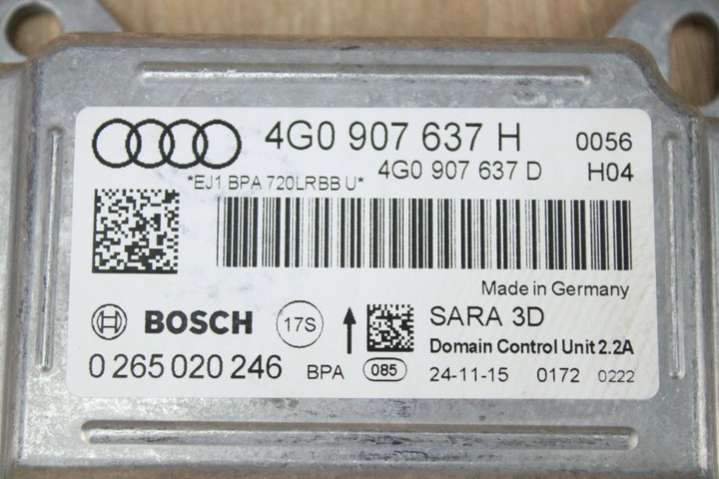 4G0 907 637 H 0056
4G0 907 637 D H04
*EJ1 BPA 720LRBB U*
Made in Germany
BOSCH 17S SARA 3D
Domain Control Unit 2.2A
0 265 020 246 BPA 085 24-11-15 0172 0222